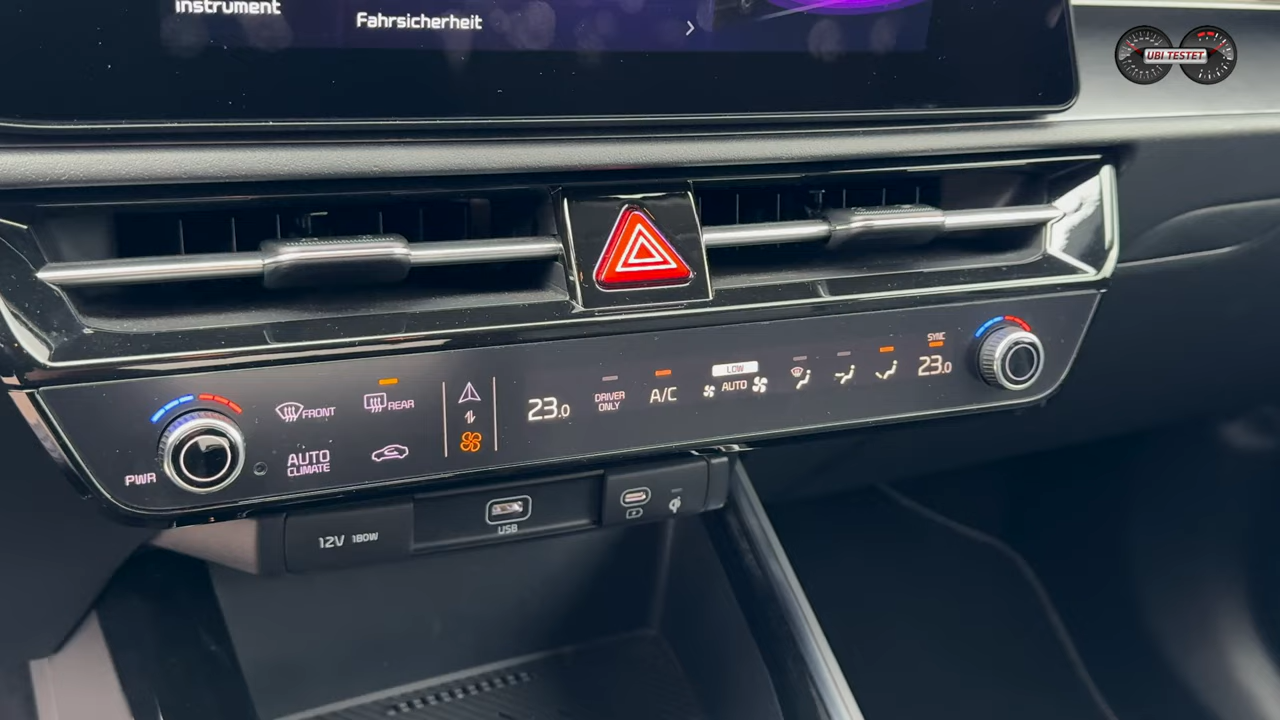 Instrument
Fahrsicherheit
UBI TESTET
SYNC
23.0
LOW
AUTO
A/C
DRIVER
ONLY
23.0
REAR
FRONT
AUTO
CLIMATE
PWR
USB
12V 180W